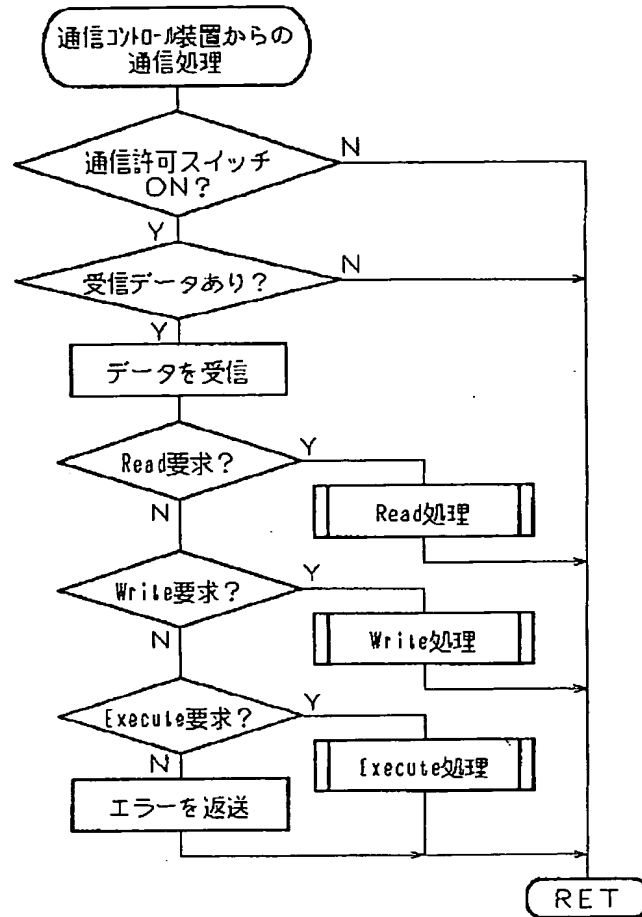 通信コントロール装置からの
通信処理
通信許可スイッチ
ON?
N
Y
受信データあり?
N
Y
データを受信
Read要求?
Y
N
Read処理
Write要求?
Y
N
Write処理
Execute要求?
Y
N
Execute処理
エラーを返送
RET